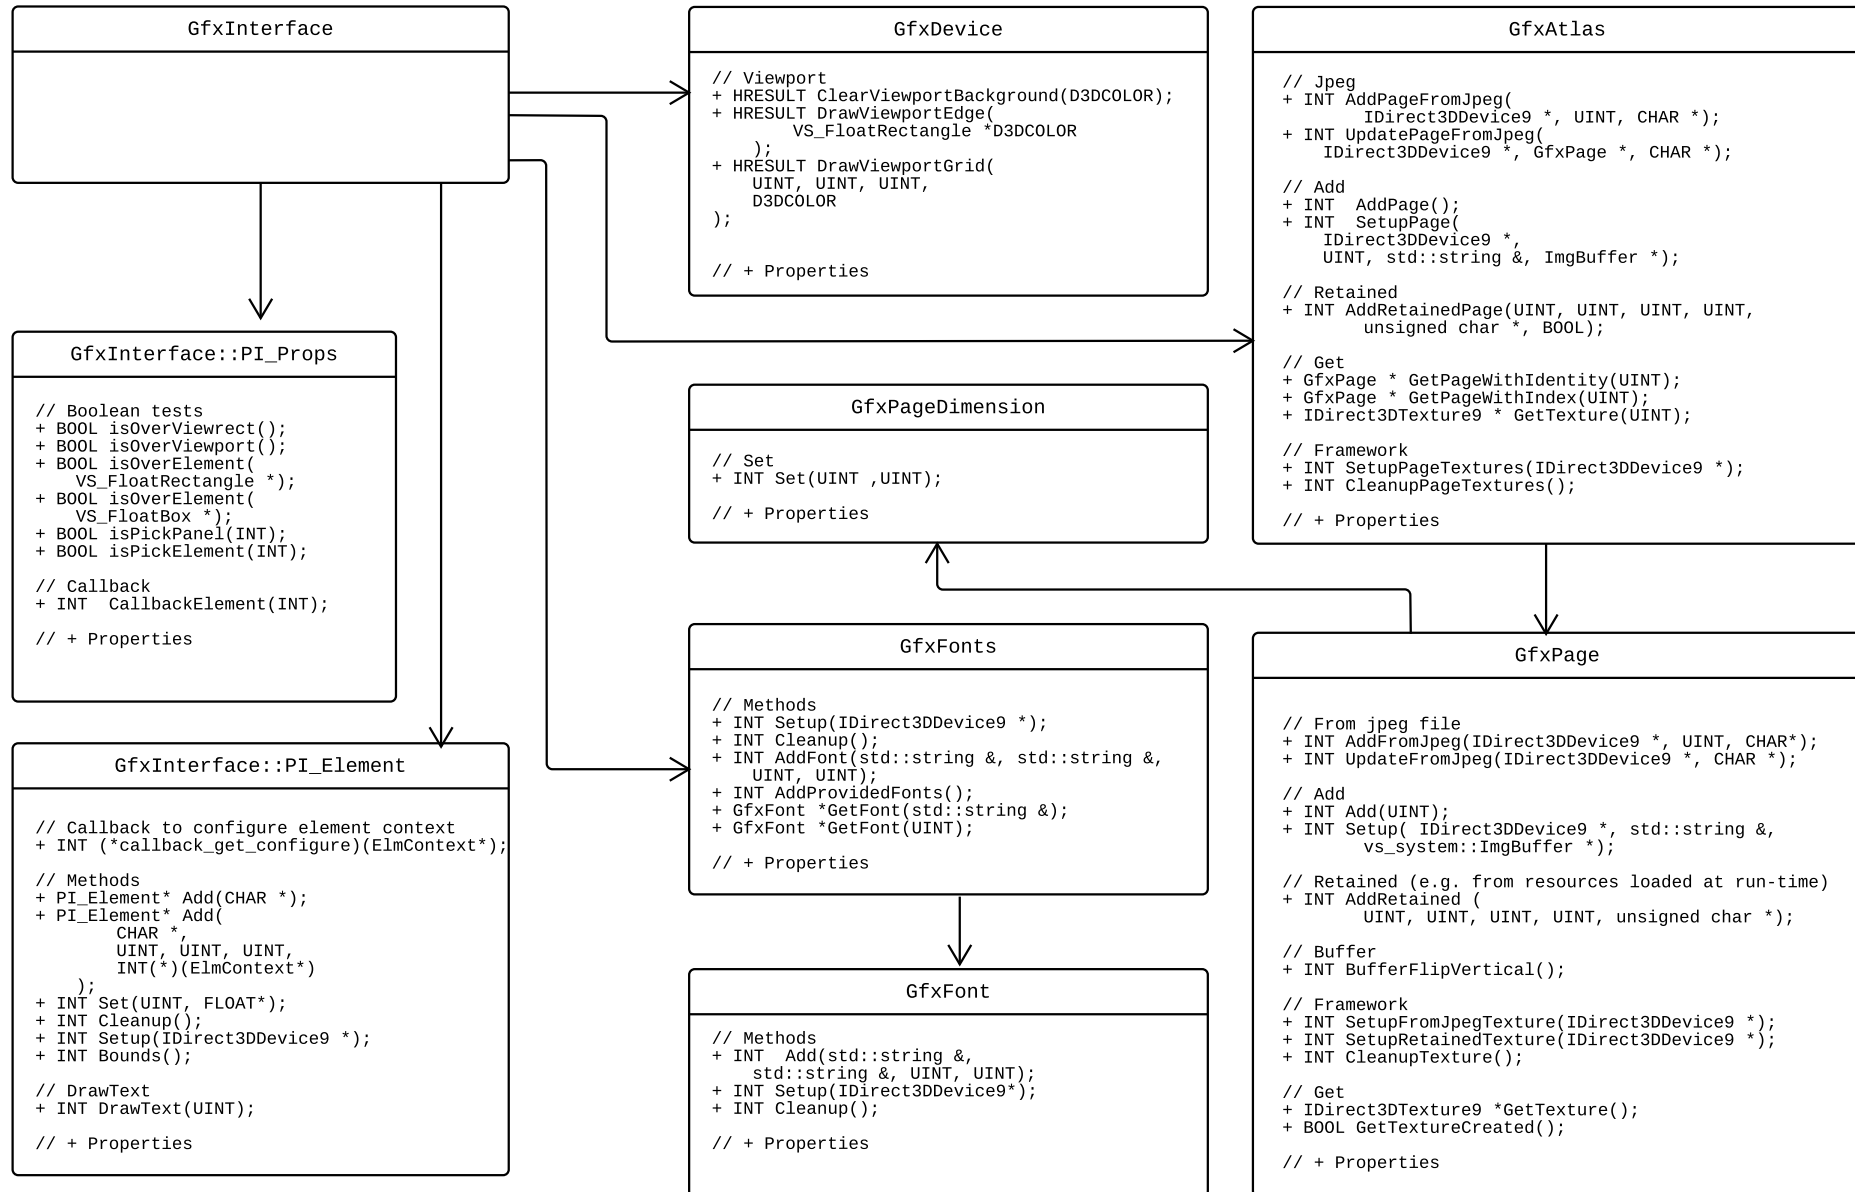 GfxInterface
GfxInterface::PI_Props
// Boolean tests
+ BOOL isOverViewrect();
+ BOOL isOverViewport();
+ BOOL isOverElement(
VS_FloatRectangle *);
+ BOOL isOverElement(
VS_FloatBox *);
+ BOOL isPickPanel(INT);
+ BOOL isPickElement(INT);
// Callback
+ INT  CallbackElement(INT);
// + Properties
GfxInterface::PI_Element
// Callback to configure element context
+ INT (*callback_get_configure)(ElmContext*);
// Methods
+ PI_Element* Add(CHAR *);
+ PI_Element* Add(
CHAR *,
UINT, UINT, UINT,
INT(*)(ElmContext*)
);
+ INT Set(UINT, FLOAT*);
+ INT Cleanup();
+ INT Setup(IDirect3DDevice9 *);
+ INT Bounds();
// DrawText
+ INT DrawText(UINT);
// + Properties
GfxDevice
// Viewport
+ HRESULT ClearViewportBackground(D3DCOLOR);
+ HRESULT DrawViewportEdge(
VS_FloatRectangle *D3DCOLOR
);
+ HRESULT DrawViewportGrid(
UINT, UINT, UINT,
D3DCOLOR
);
// + Properties
GfxPageDimension
// Set
+ INT Set(UINT ,UINT);
// + Properties
GfxFonts
// Methods
+ INT Setup(IDirect3DDevice9 *);
+ INT Cleanup();
+ INT AddFont(std::string &, std::string &,
UINT, UINT);
+ INT AddProvidedFonts();
+ GfxFont *GetFont(std::string &);
+ GfxFont *GetFont(UINT);
// + Properties
GfxFont
// Methods
+ INT  Add(std::string &,
std::string &, UINT, UINT);
+ INT Setup(IDirect3DDevice9*);
+ INT Cleanup();
// + Properties
GfxAtlas
// Jpeg
+ INT AddPageFromJpeg(
IDirect3DDevice9 *, UINT, CHAR *);
+ INT UpdatePageFromJpeg(
IDirect3DDevice9 *, GfxPage *, CHAR *);
// Add
+ INT  AddPage();
+ INT  SetupPage(
IDirect3DDevice9 *,
UINT, std::string &, ImgBuffer *);
// Retained
+ INT AddRetainedPage(UINT, UINT, UINT, UINT,
unsigned char *, BOOL);
// Get
+ GfxPage * GetPageWithIdentity(UINT);
+ GfxPage * GetPageWithIndex(UINT);
+ IDirect3DTexture9 * GetTexture(UINT);
// Framework
+ INT SetupPageTextures(IDirect3DDevice9 *);
+ INT CleanupPageTextures();
// + Properties
GfxPage
// From jpeg file
+ INT AddFromJpeg(IDirect3DDevice9 *, UINT, CHAR*);
+ INT UpdateFromJpeg(IDirect3DDevice9 *, CHAR *);
// Add
+ INT Add(UINT);
+ INT Setup( IDirect3DDevice9 *, std::string &,
vs_system::ImgBuffer *);
// Retained (e.g. from resources loaded at run-time)
+ INT AddRetained (
UINT, UINT, UINT, UINT, unsigned char *);
// Buffer
+ INT BufferFlipVertical();
// Framework
+ INT SetupFromJpegTexture(IDirect3DDevice9 *);
+ INT SetupRetainedTexture(IDirect3DDevice9 *);
+ INT CleanupTexture();
// Get
+ IDirect3DTexture9 *GetTexture();
+ BOOL GetTextureCreated();
// + Properties